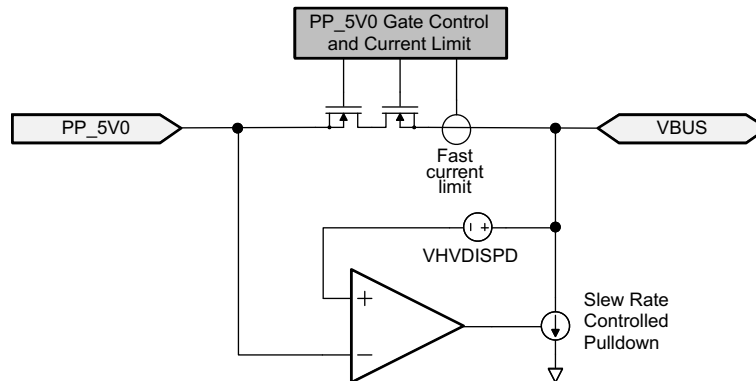 PP_5V0 Gate Control
and Current Limit
PP_5V0
VBUS
Fast
current
limit
VHVDISPD
Slew Rate
Controlled
Pulldown